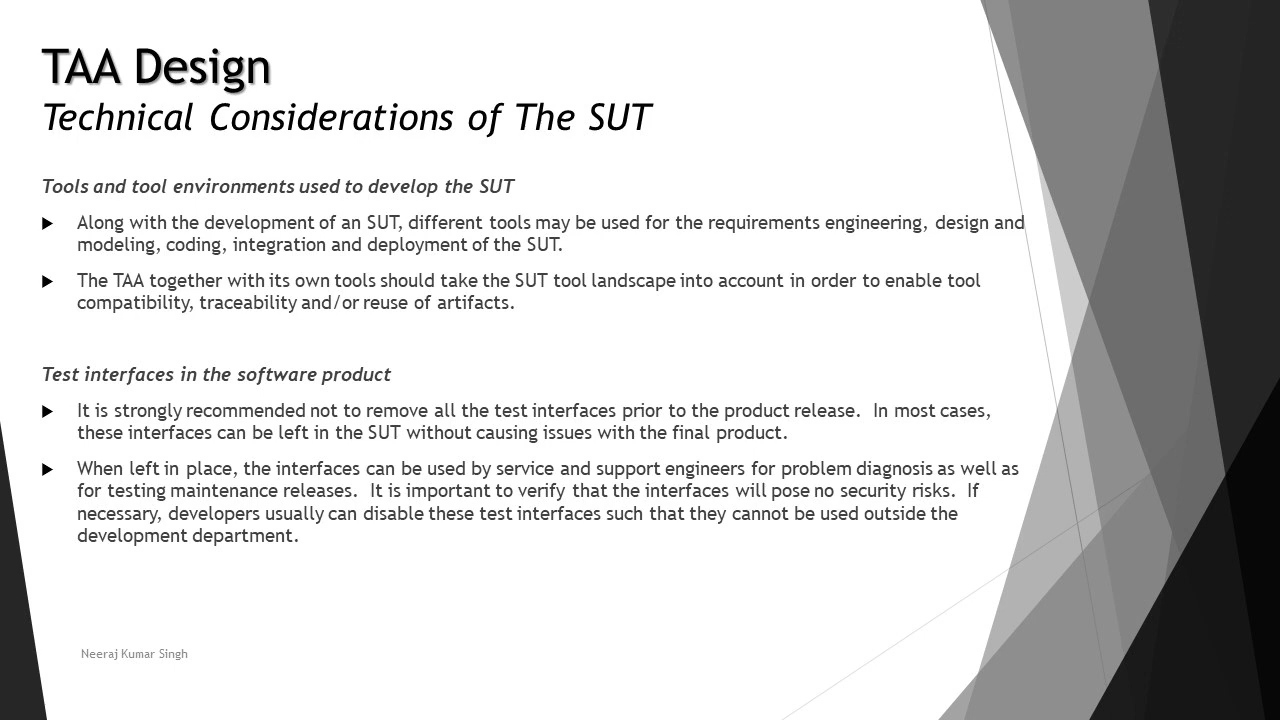 TAA Design
Technical Considerations of The SUT
Tools and tool environments used to develop the SUT
Along with the development of an SUT, different tools may be used for the requirements engineering, design and
modeling, coding, integration and deployment of the SUT.
The TAA together with its own tools should take the SUT tool landscape into account in order to enable tool
compatibility, traceability and/or reuse of artifacts.
Test interfaces in the software product
It is strongly recommended not to remove all the test interfaces prior to the product release.  In most cases,
these interfaces can be left in the SUT without causing issues with the final product.
When left in place, the interfaces can be used by service and support engineers for problem diagnosis as well as
for testing maintenance releases.  It is important to verify that the interfaces will pose no security risks.  If
necessary, developers usually can disable these test interfaces such that they cannot be used outside the
development department.
Neeraj Kumar Singh